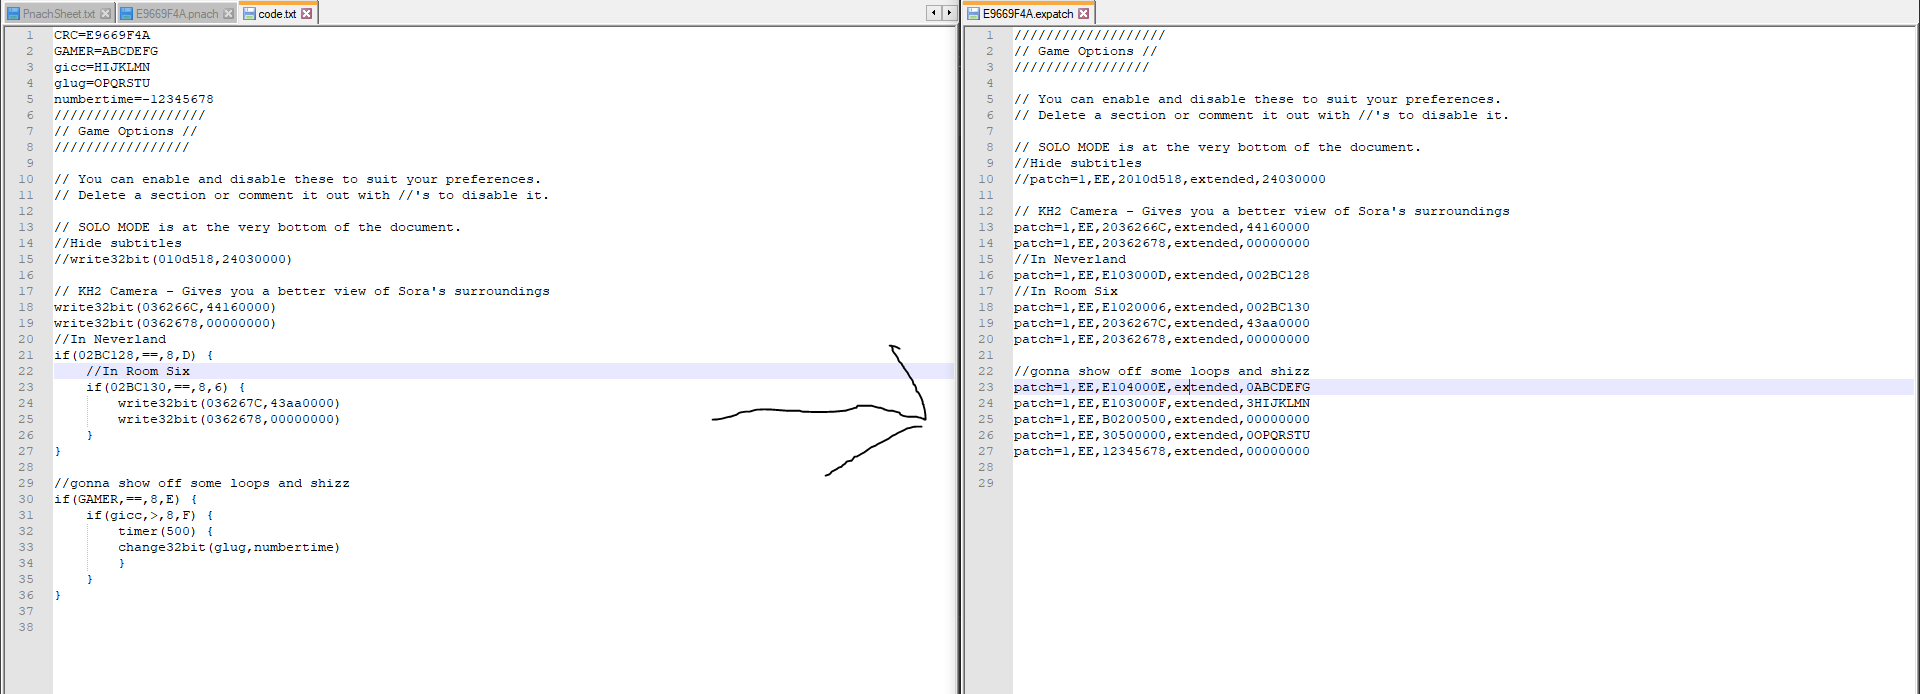 PnachSheet.txt E9669F4A.pnach code.txt
1 CRC=E9669F4A
2 GAMER=ABCDEFG
3 gicc=HIJKLMN
4 glug=OPQRSTU
5 numbertime=-12345678
6 ///////////////////
7 // Game Options //
8 /////////////////
9
10 // You can enable and disable these to suit your preferences.
11 // Delete a section or comment it out with //'s to disable it.
12
13 // SOLO MODE is at the very bottom of the document.
14 //Hide subtitles
15 //write32bit(010d518,24030000)
16
17 // KH2 Camera - Gives you a better view of Sora's surroundings
18 write32bit(036266C,44160000)
19 write32bit(0362678,00000000)
20 //In Neverland
21 if(02BC128,==,8,D) {
22 //In Room Six
23 if(02BC130,==,8,6) {
24 write32bit(036267C,43aa0000)
25 write32bit(0362678,00000000)
26 }
27 }
28
29 //gonna show off some loops and shizz
30 if(GAMER,==,8,E) {
31 if(gicc,>,8,F) {
32 timer(500) {
33 change32bit(glug,numbertime)
34 }
35 }
36 }
37
38
E9669F4A.expatch
1 ///////////////////
2 // Game Options //
3 /////////////////
4
5 // You can enable and disable these to suit your preferences.
6 // Delete a section or comment it out with //'s to disable it.
7
8 // SOLO MODE is at the very bottom of the document.
9 //Hide subtitles
10 //patch=1,EE,2010d518,extended,24030000
11
12 // KH2 Camera - Gives you a better view of Sora's surroundings
13 patch=1,EE,2036266C,extended,44160000
14 patch=1,EE,20362678,extended,00000000
15 //In Neverland
16 patch=1,EE,E103000D,extended,002BC128
17 //In Room Six
18 patch=1,EE,E1020006,extended,002BC130
19 patch=1,EE,2036267C,extended,43aa0000
20 patch=1,EE,20362678,extended,00000000
21
22 //gonna show off some loops and shizz
23 patch=1,EE,E104000E,extended,0ABCDEFG
24 patch=1,EE,E103000F,extended,3HIJKLMN
25 patch=1,EE,B0200500,extended,00000000
26 patch=1,EE,30500000,extended,0OPQRSTU
27 patch=1,EE,12345678,extended,00000000
28
29